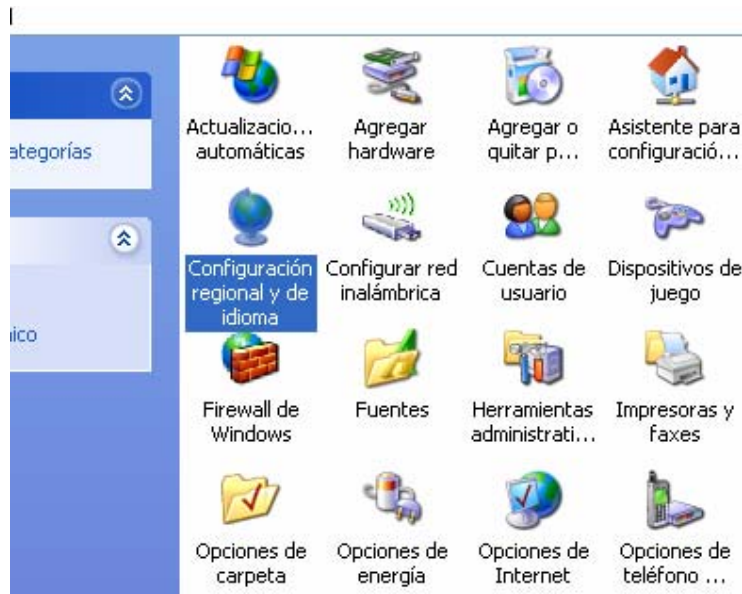 ategorías
ico
Actualizacio...
automáticas
Agregar
hardware
Agregar o
quitar p...
Asistente para
configuració...
Configuración
regional y de
idioma
Configurar red
inalámbrica
Cuentas de
usuario
Dispositivos de
juego
Firewall de
Windows
Fuentes
Herramientas
administrati...
Impresoras y
faxes
Opciones de
carpeta
Opciones de
energía
Opciones de
Internet
Opciones de
teléfono ...